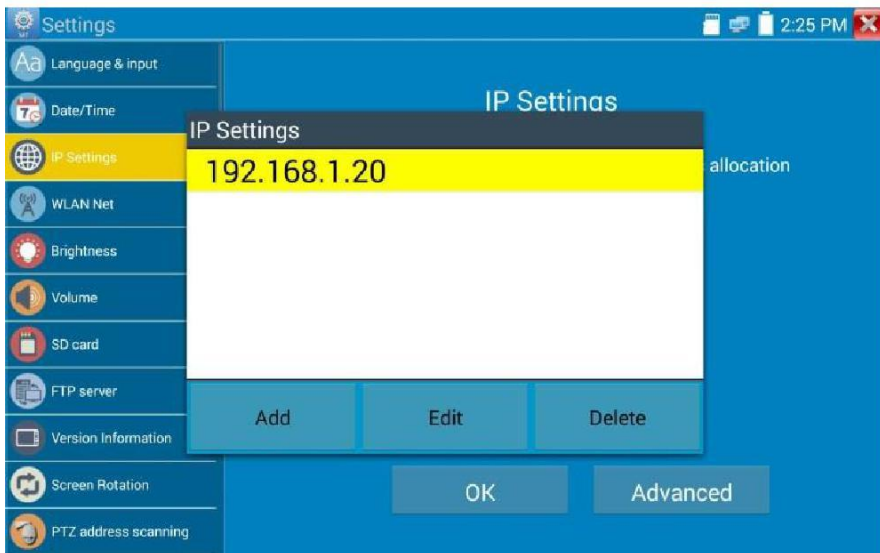 Settings
2:25 PM
Language & input
Date/Time
IP Settings
WLAN Net
Brightness
Volume
SD card
FTP server
Version Information
Screen Rotation
PTZ address scanning
IP Settings
IP Settings
192.168.1.20
allocation
Add Edit Delete
OK Advanced